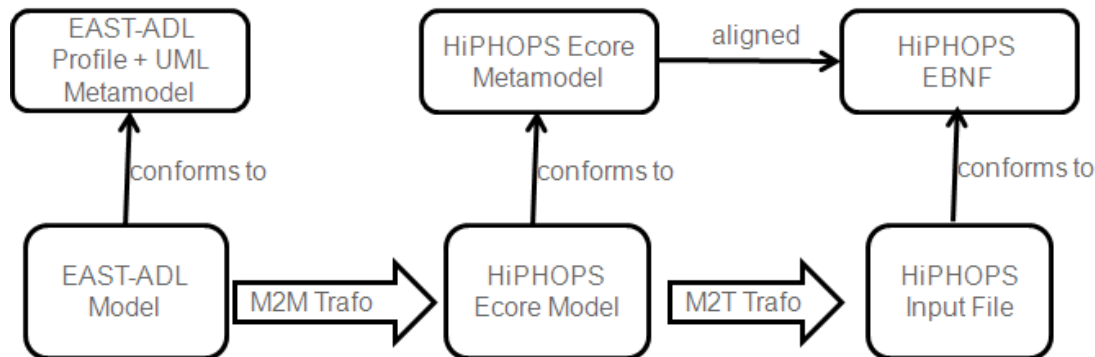 EAST-ADL
Profile + UML
Metamodel
HiPHOPS Ecore
Metamodel
aligned
HiPHOPS
EBNF
conforms to
conforms to
conforms to
EAST-ADL
Model
M2M Trafo
HiPHOPS
Ecore Model
M2T Trafo
HiPHOPS
Input File